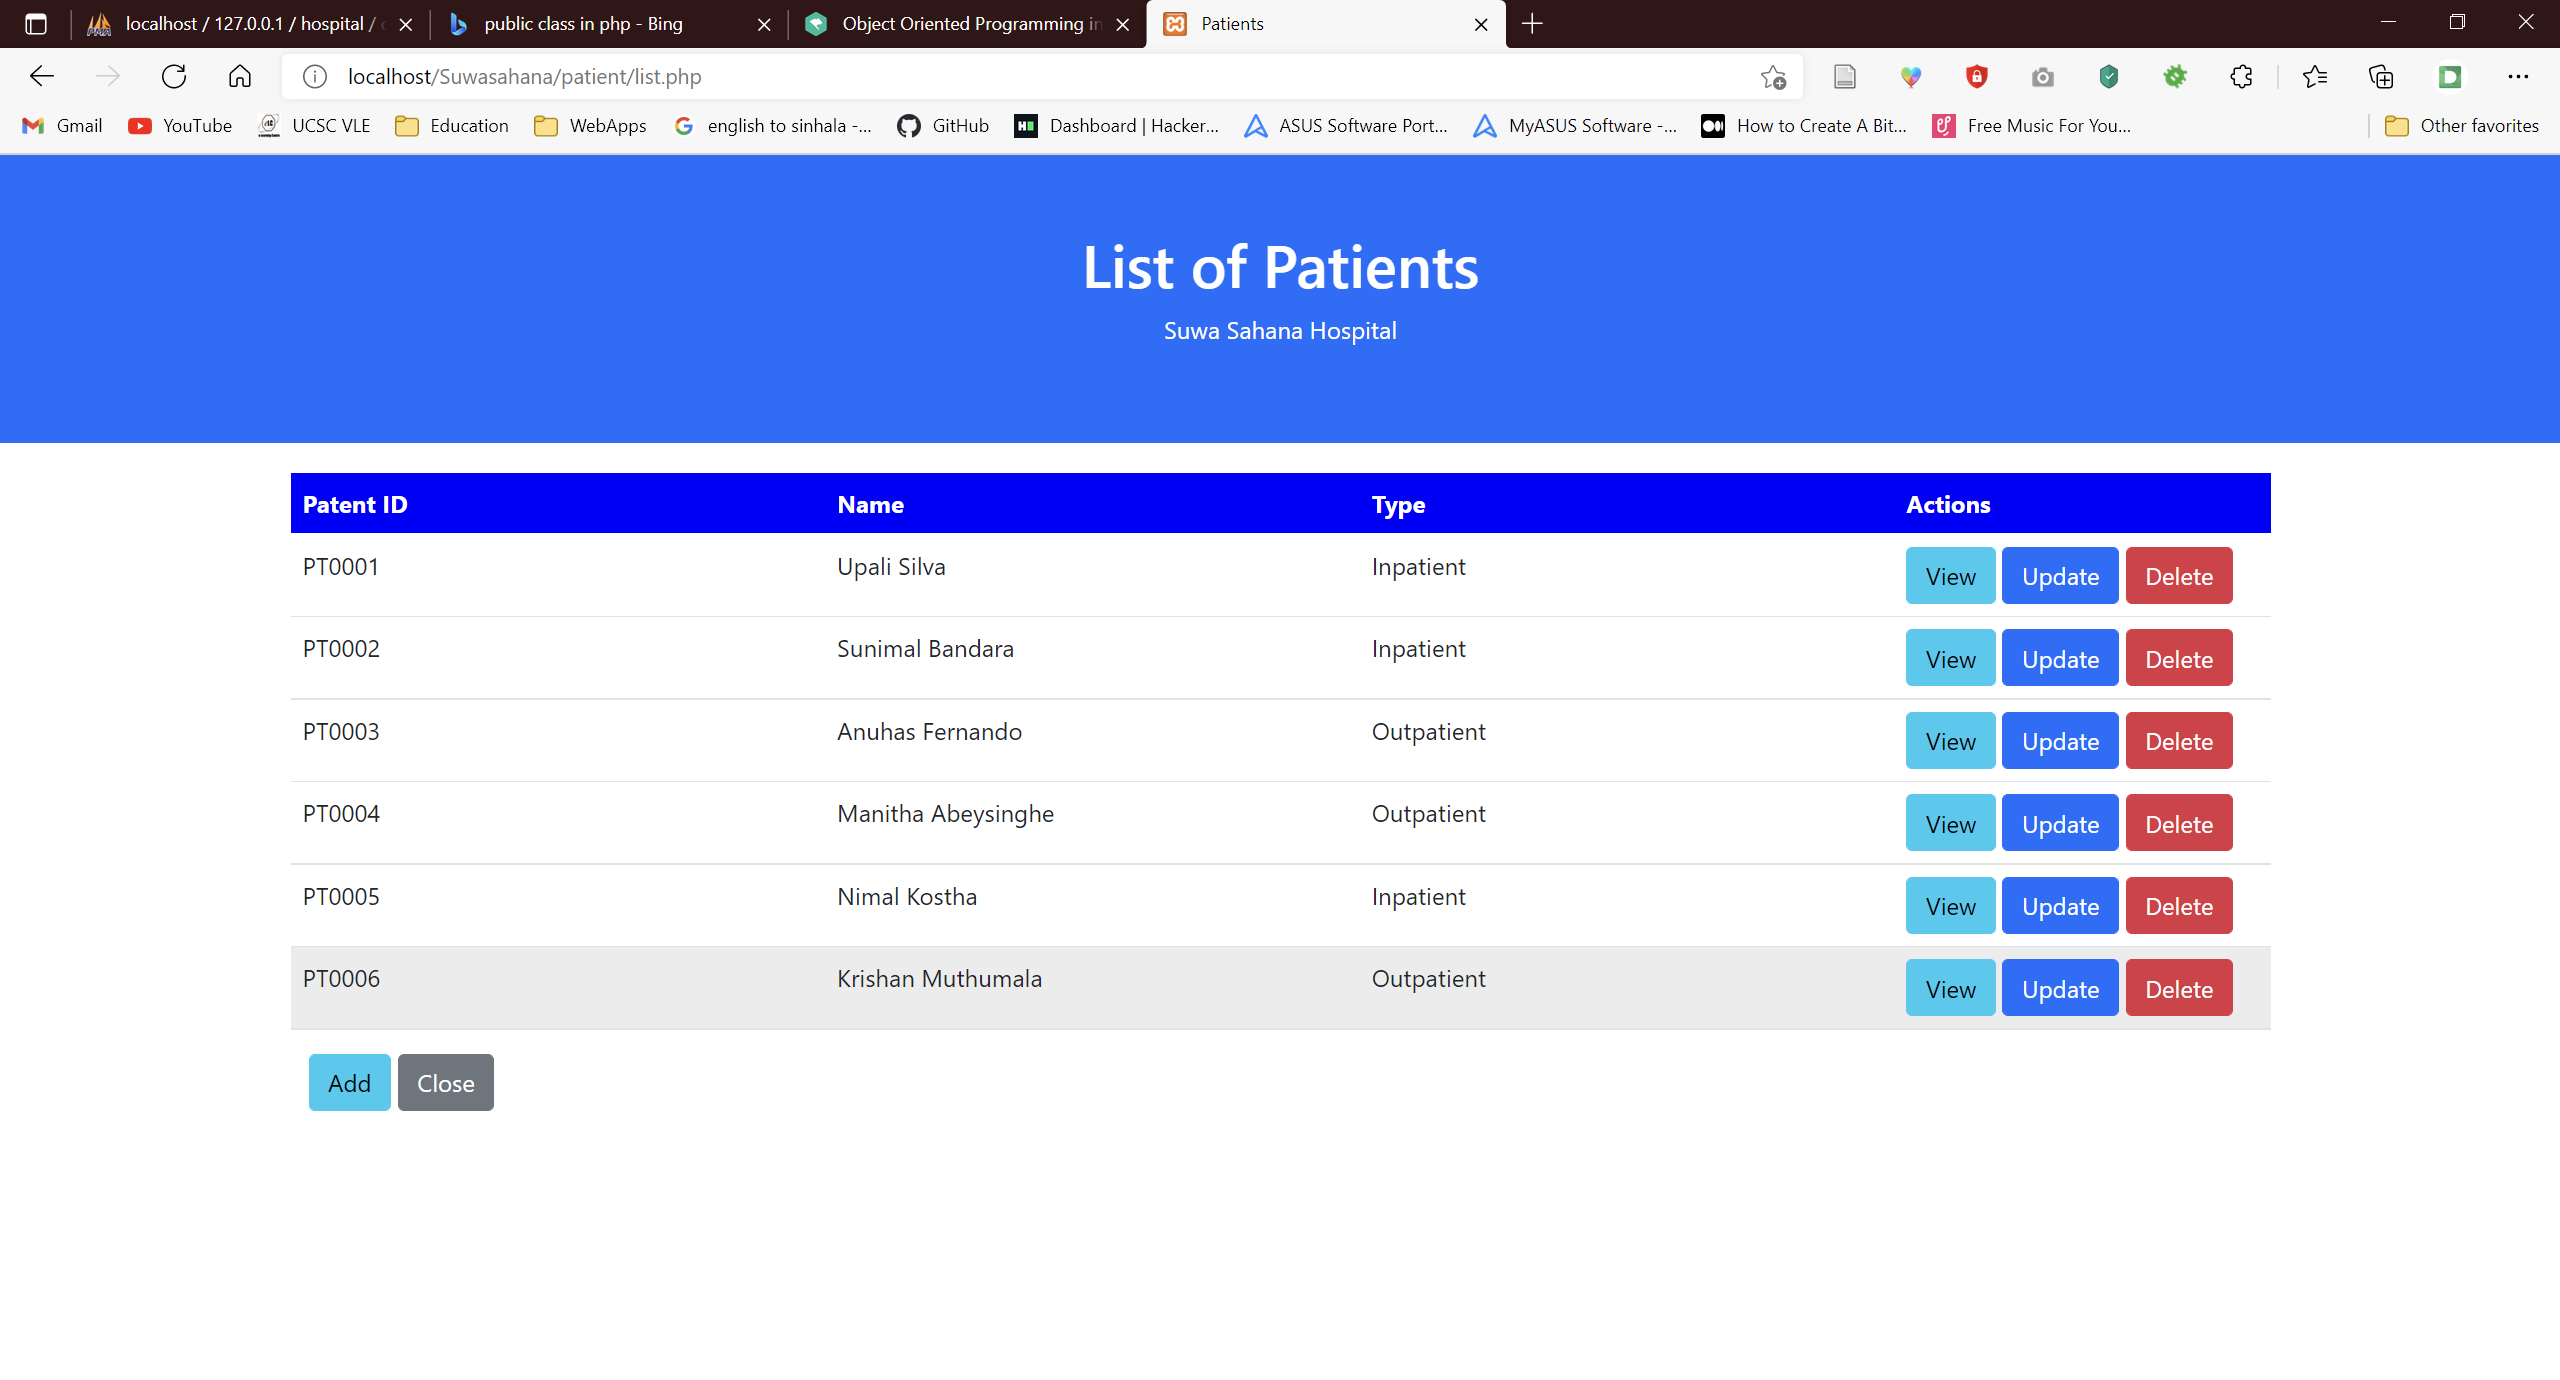 localhost / 127.0.0.1 / hospital /
public class in php - Bing
Object Oriented Programming in
Patients
localhost/Suwasahana/patient/list.php
Gmail
YouTube
UCSC VLE
Education
WebApps
english to sinhala -...
GitHub
Dashboard | Hacker...
ASUS Software Port...
MyASUS Software -...
How to Create A Bit...
Free Music For You...
Other favorites
List of Patients
Suwa Sahana Hospital
Patent ID Name Type Actions
PT0001 Upali Silva Inpatient View Update Delete
PT0002 Sunimal Bandara Inpatient View Update Delete
PT0003 Anuhas Fernando Outpatient View Update Delete
PT0004 Manitha Abeysinghe Outpatient View Update Delete
PT0005 Nimal Kostha Inpatient View Update Delete
PT0006 Krishan Muthumala Outpatient View Update Delete
Add Close